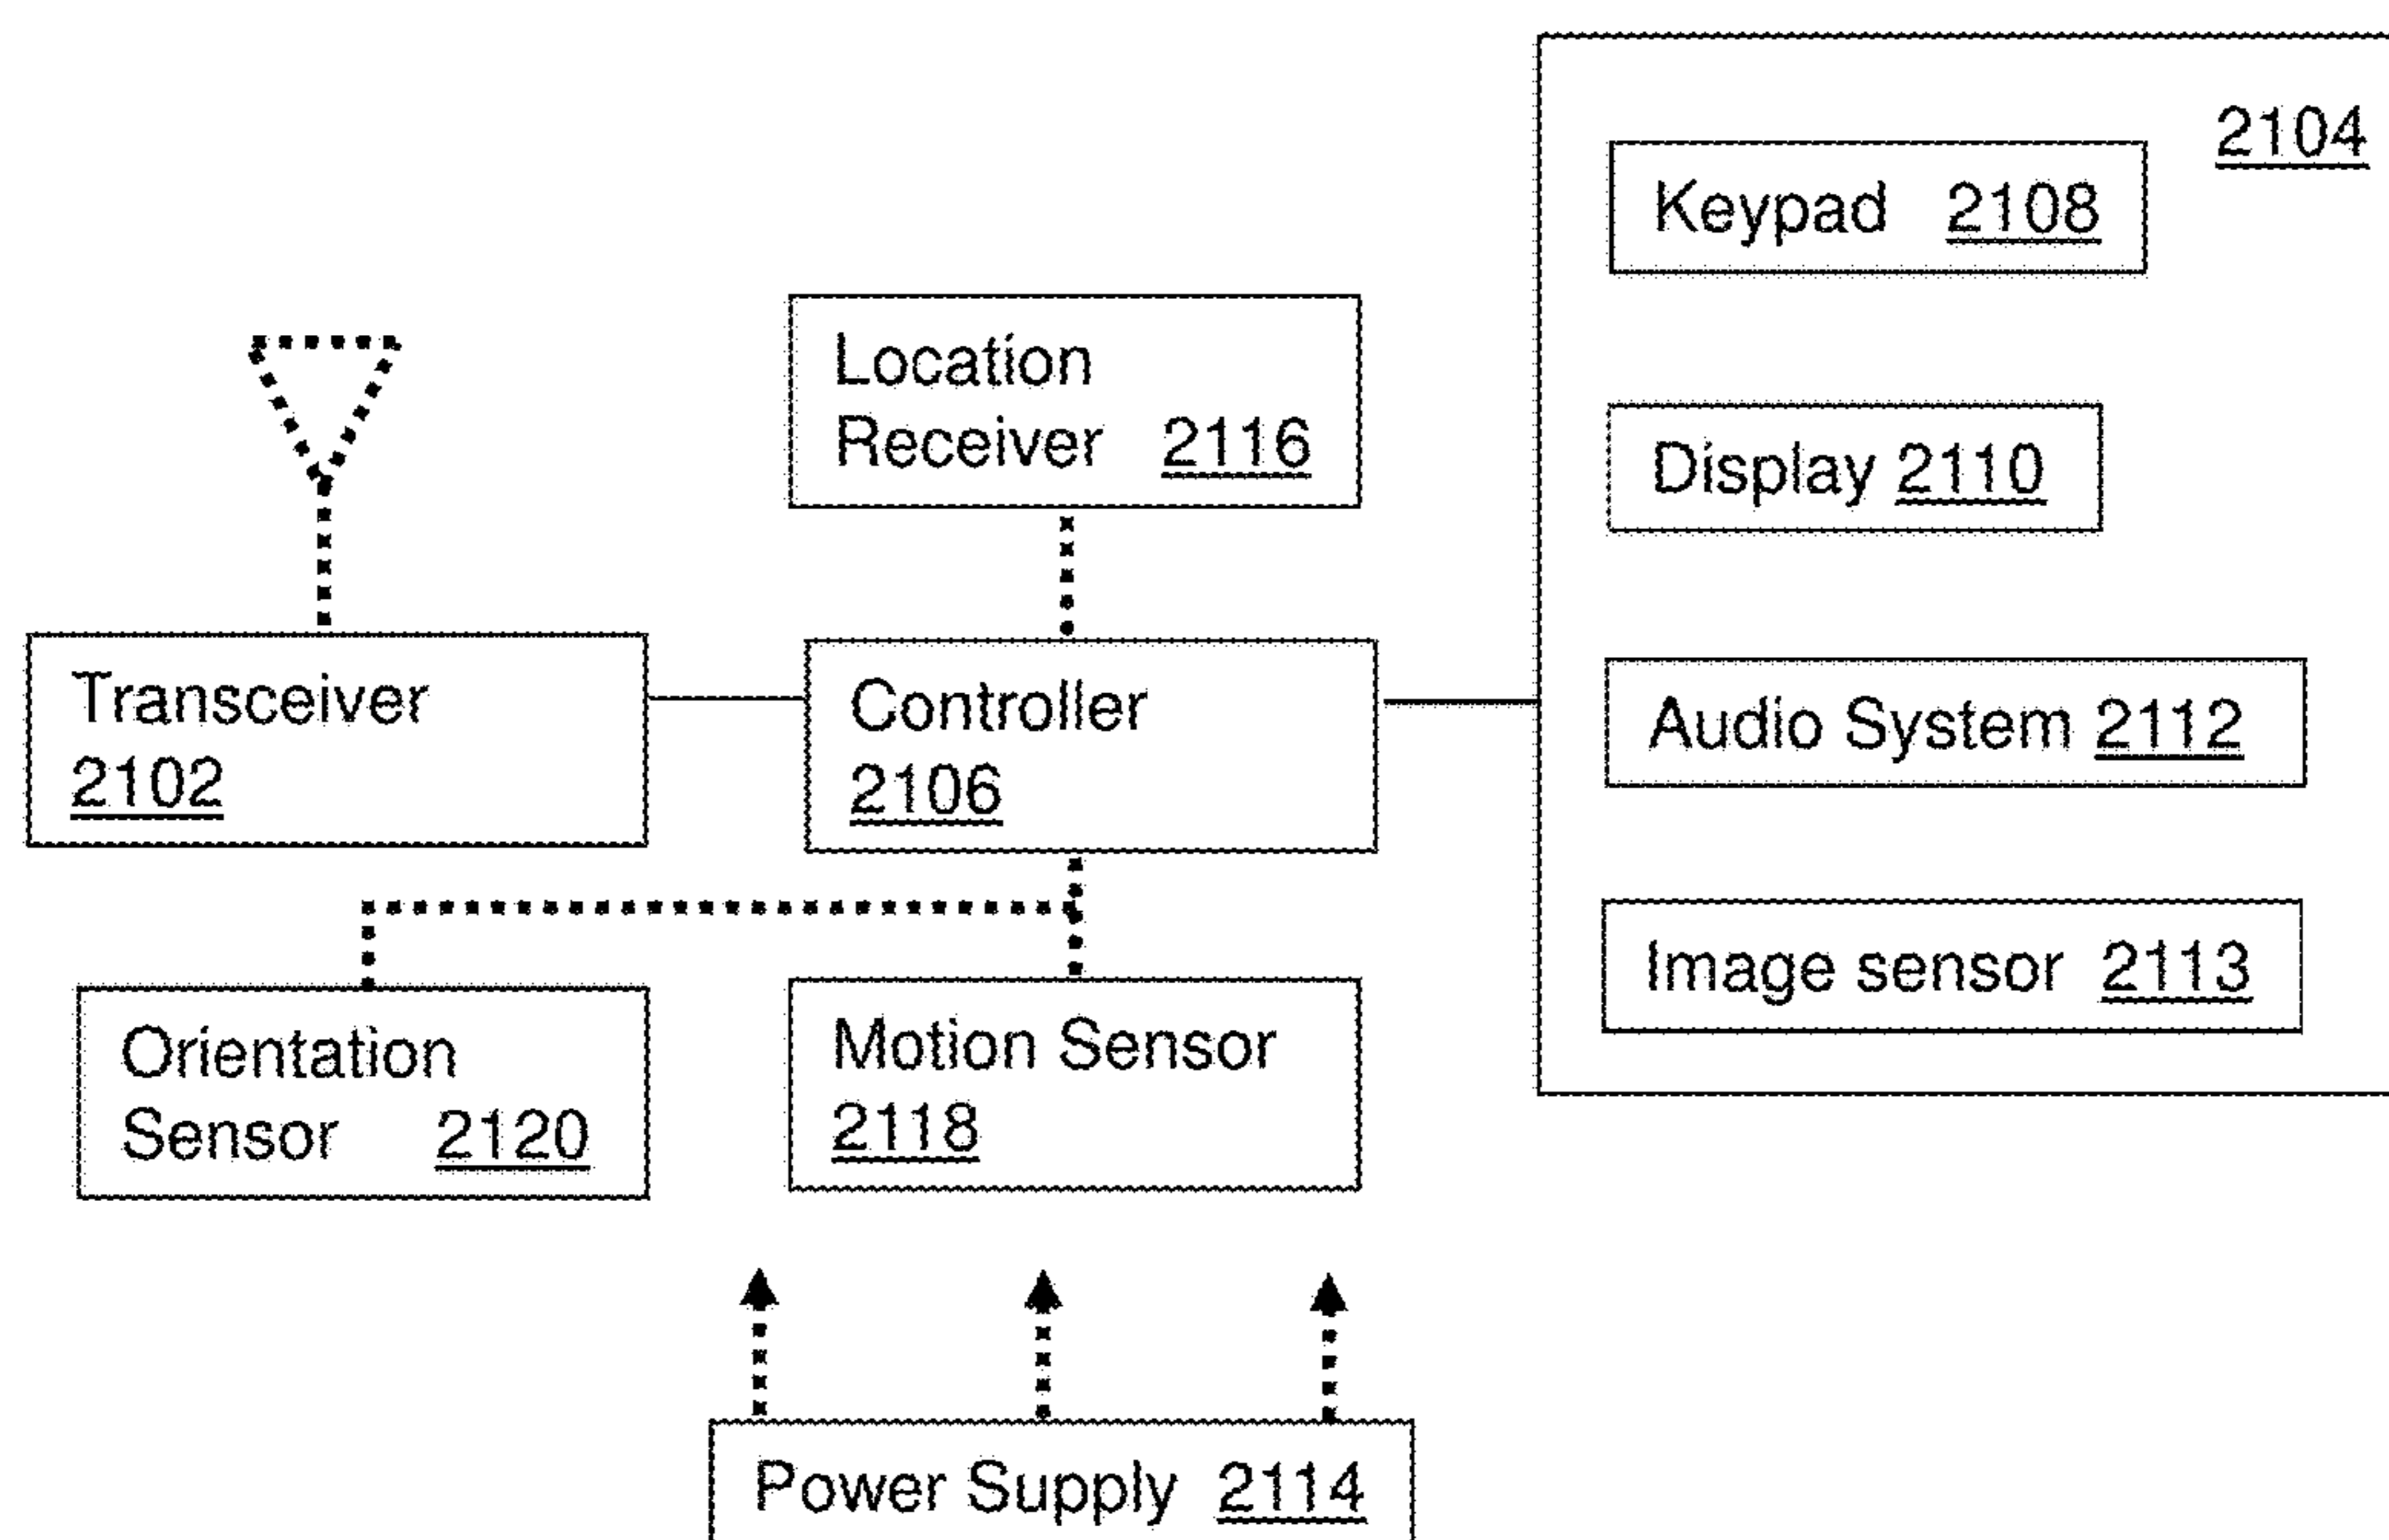 2104
Keypad 2108
Location
Receiver 2116
Display 2110
Transceiver
2102
Controller
2106
Audio System 2112
Image sensor 2113
Orientation
Sensor 2120
Motion Sensor
2118
Power Supply 2114